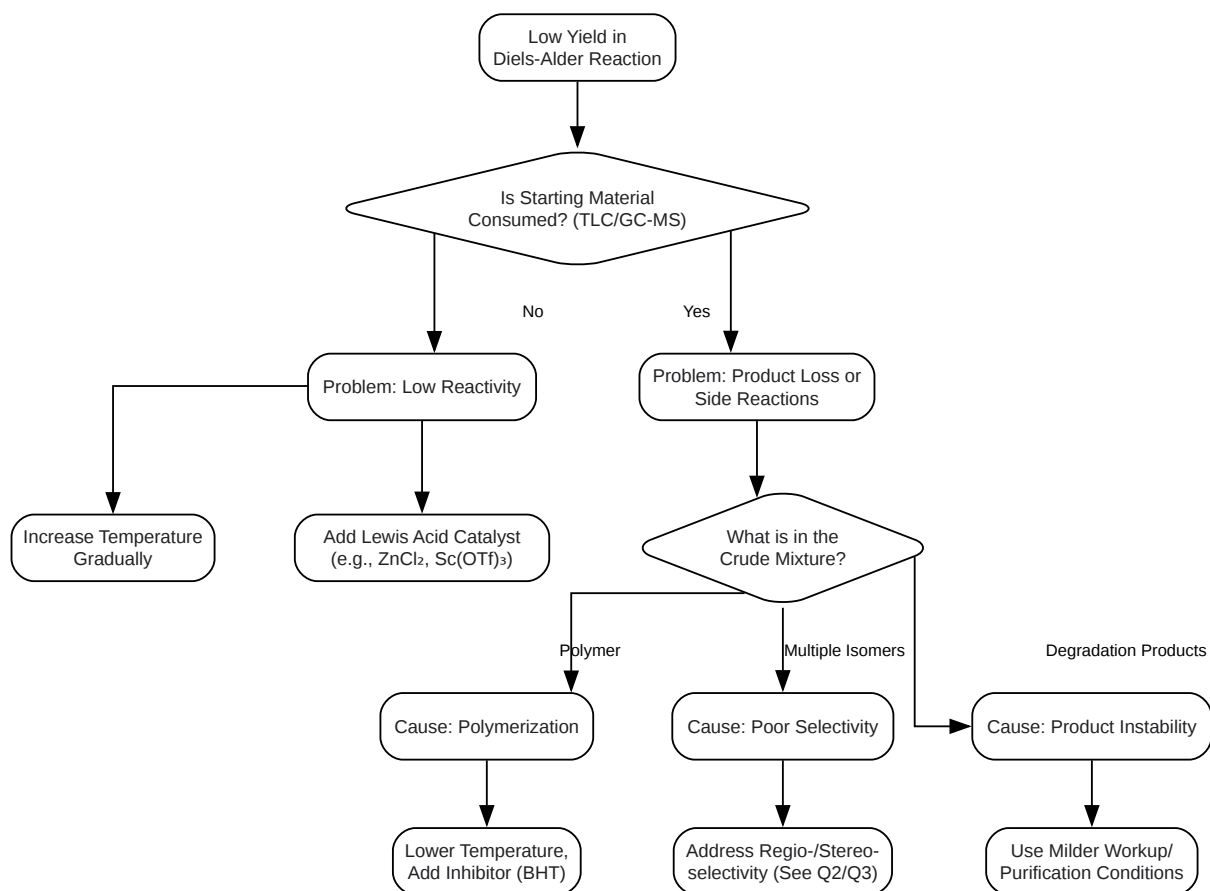 Low Yield in
Diels-Alder Reaction
Is Starting Material
Consumed? (TLC/GC-MS)
No
Yes
Problem: Low Reactivity
Problem: Product Loss or
Side Reactions
Increase Temperature
Gradually
Add Lewis Acid Catalyst
(e.g., ZnCl₂, Sc(OTf)₃)
What is in the
Crude Mixture?
Polymer
Multiple Isomers
Degradation Products
Cause: Polymerization
Cause: Poor Selectivity
Cause: Product Instability
Lower Temperature,
Add Inhibitor (BHT)
Address Regio-/Stereo-
selectivity (See Q2/Q3)
Use Milder Workup/
Purification Conditions